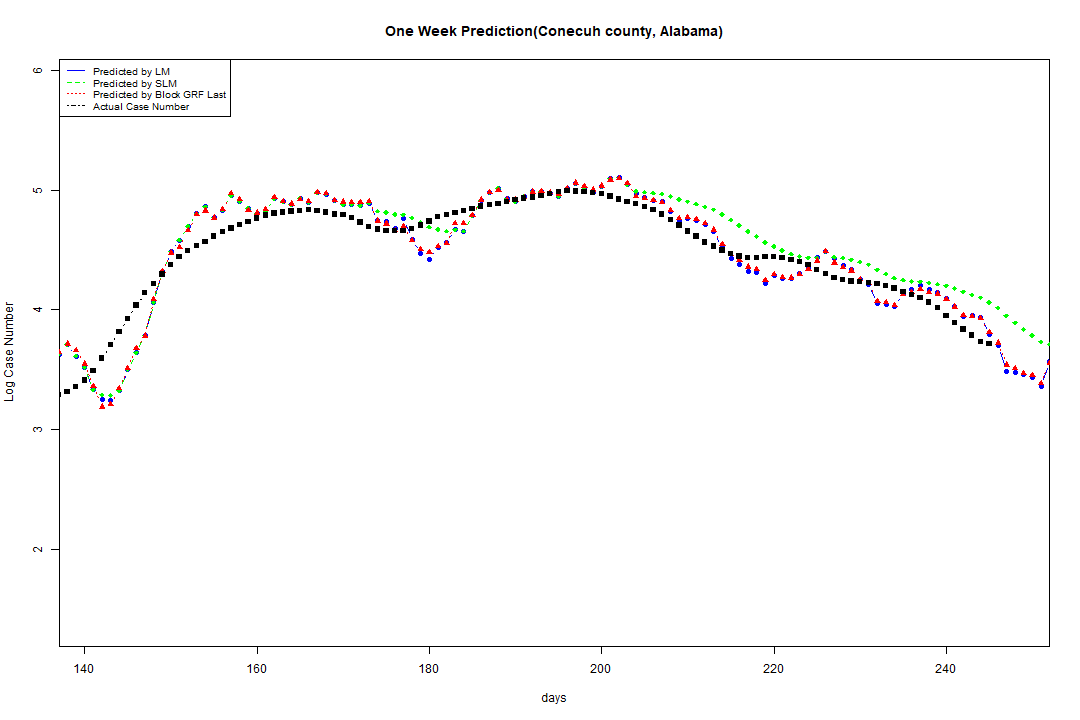 One Week Prediction(Conecuh county, Alabama)
Predicted by LM
Predicted by SLM
Predicted by Block GRF Last
Actual Case Number
6
5
4
3
2
Log Case Number
140 160 180 200 220 240
days